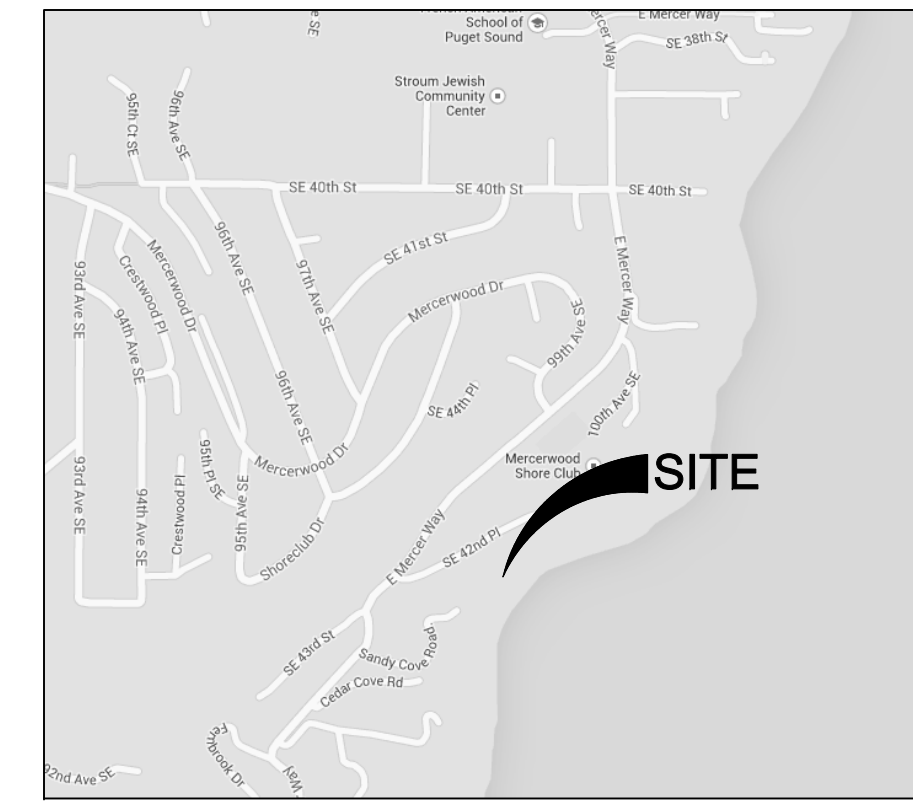 School of
Puget Sound
E Mercer Way
SE 38th St
Stroum Jewish
Community
Center
95th Ct SE
96th Ave SE
SE 40th St
SE 40th St
SE 40th St
96th Ave SE
SE 41st St
E Mercer Way
Mercerwood Dr
93rd Ave SE
Crestwood Pl
97th Ave SE
Mercerwood Dr
94th Ave SE
99th Ave SE
96th Ave SE
SE 44th Pl
100th Ave SE
Mercerwood Dr
95th Pl SE
Mercerwood
Shore Club
SITE
93rd Ave SE
94th Ave SE
Crestwood Pl
95th Ave SE
Shoreclub Dr
E Mercer Way
SE 42nd Pl
SE 43rd St
Sandy Cove Road.
Cedar Cove Rd
Way
92nd Ave SE